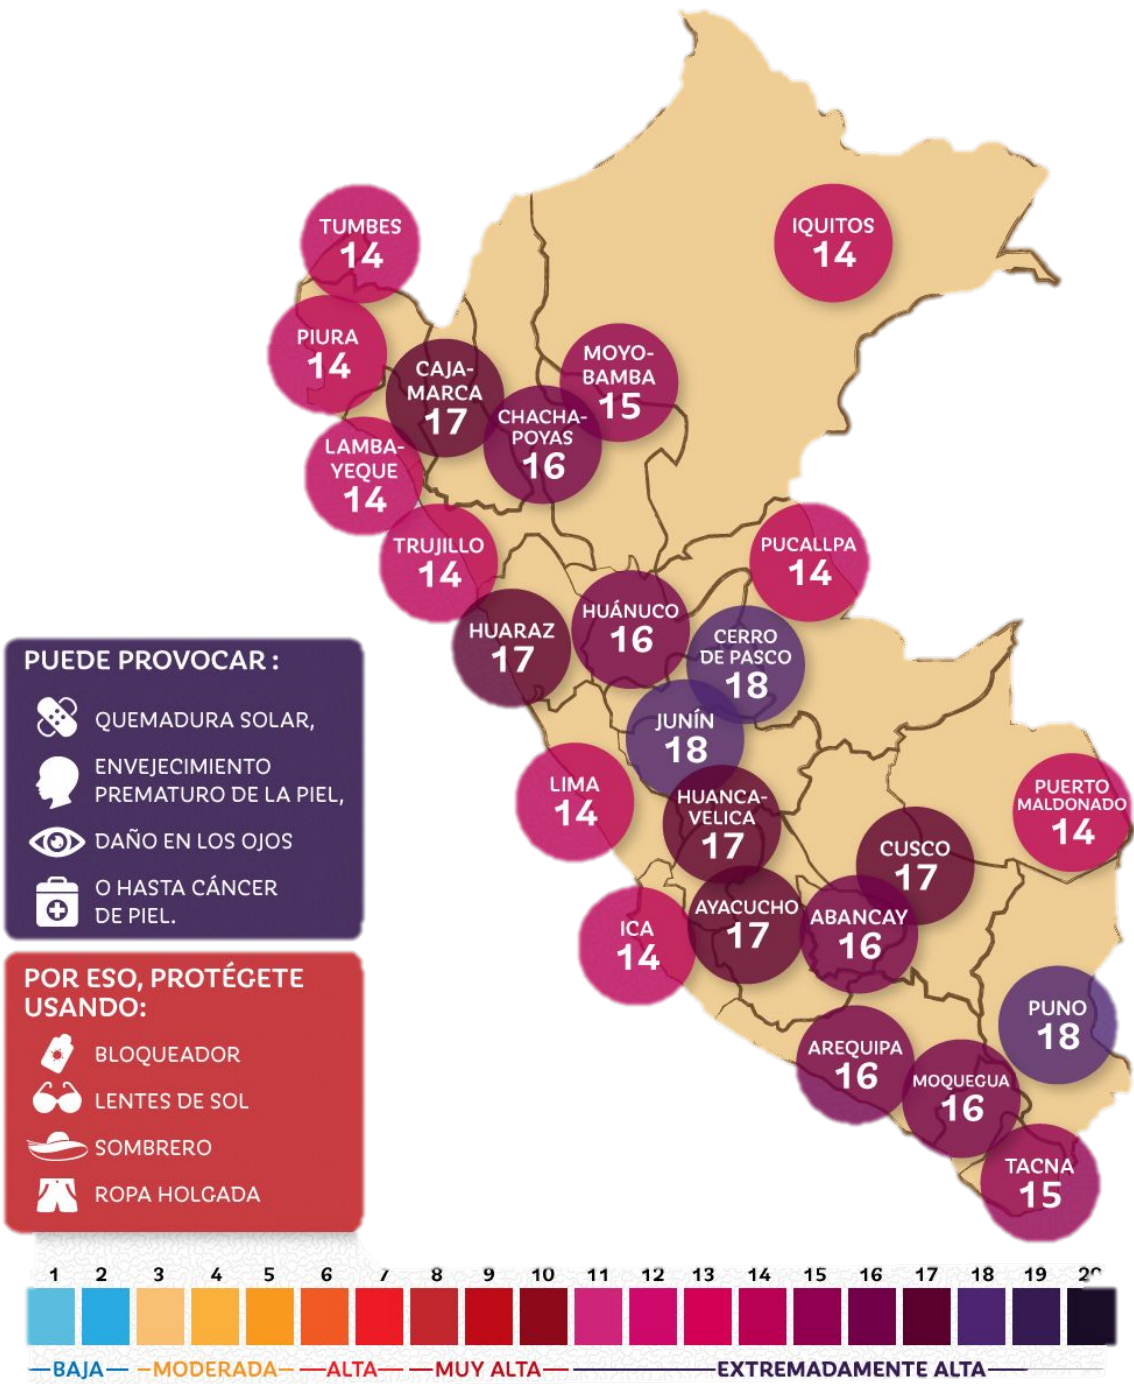 TUMBES
14
IQUITOS
14
PIURA
14
CAJA-
MARCA
17
MOYO-
BAMBA
15
CHACHA-
POYAS
16
LAMBA-
YEQUE
14
TRUJILLO
14
PUCALLPA
14
HUARAZ
17
HUÁNUCO
16
CERRO
DE PASCO
18
JUNÍN
18
LIMA
14
HUANCA-
VELICA
17
CUSCO
17
PUERTO
MALDONADO
14
ICA
14
AYACUCHO
17
ABANCAY
16
PUNO
18
AREQUIPA
16
MOQUEGUA
16
TACNA
15
PUEDE PROVOCAR :
QUEMADURA SOLAR,
ENVEJECIMIENTO
PREMATURO DE LA PIEL,
DAÑO EN LOS OJOS
O HASTA CÁNCER
DE PIEL.
POR ESO, PROTÉGETE
USANDO:
BLOQUEADOR
LENTES DE SOL
SOMBRERO
ROPA HOLGADA
1 2 3 4 5 6 7 8 9 10 11 12 13 14 15 16 17 18 19 20
BAJA MODERADA ALTA MUY ALTA EXTREMADAMENTE ALTA